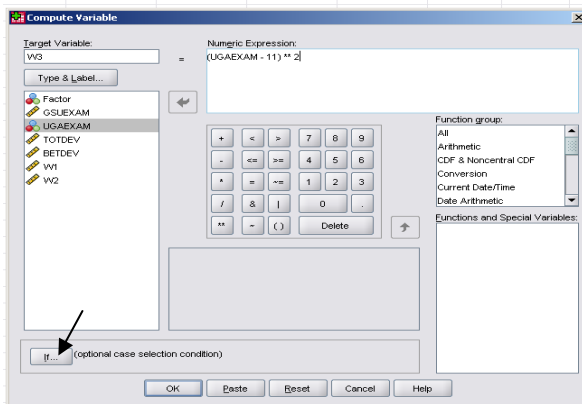 Compute Variable
Target Variable:
W3
=
Numeric Expression:
(UGAEXAM - 11) ** 2
Type & Label...
Factor
GSUEXAM
UGAEXAM
TOTDEV
BETDEV
W1
W2
+ < > 7 8 9
- <= >= 4 5 6
* = ~= 1 2 3
/ & | 0 .
** ~ ( ) Delete
Function group:
All
Arithmetic
CDF & Noncentral CDF
Conversion
Current Date/Time
Date Arithmetic
Functions and Special Variables:
If... (optional case selection condition)
OK Paste Reset Cancel Help